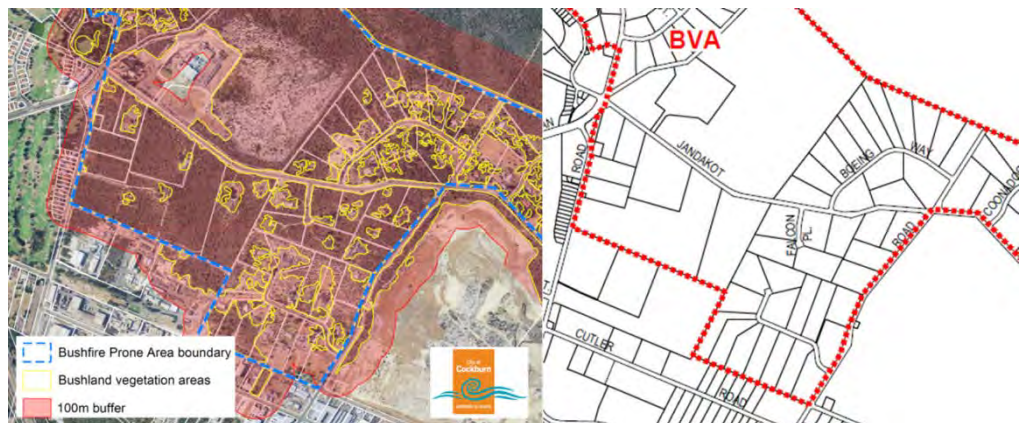 Bushfire Prone Area boundary
Bushland vegetation areas
100m buffer
City of
Cockburn
BVA
ROAD
JANDAKOT
BOEING
WAY
FALCON
PL.
ROAD
CUTLER
ROAD